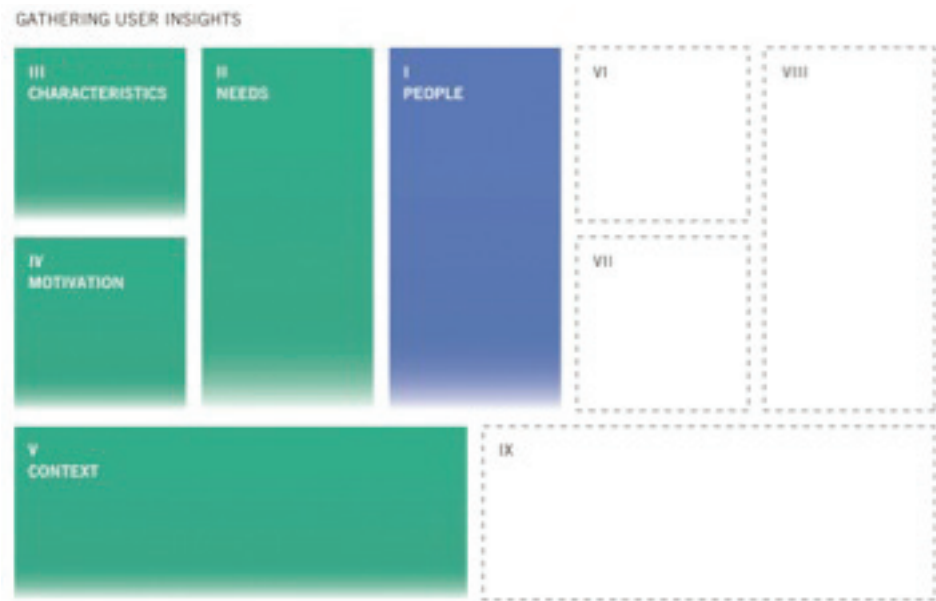 GATHERING USER INSIGHTS
III
CHARACTERISTICS
II
NEEDS
I
PEOPLE
VI
VIII
IV
MOTIVATION
VII
V
CONTEXT
IX